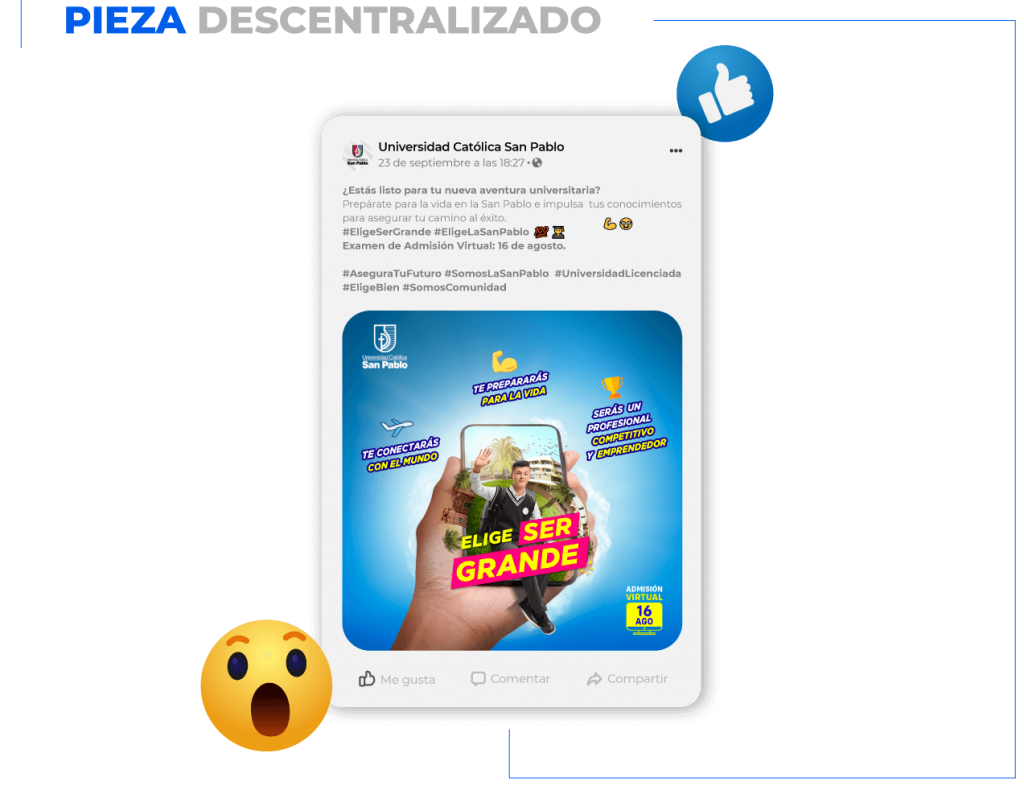 PIEZA DESCENTRALIZADO
Universidad Católica San Pablo
23 de septiembre a las 18:27 •
¿Estás listo para tu nueva aventura universitaria?
Prepárate para la vida en la San Pablo e impulsa tus conocimientos
para asegurar tu camino al éxito.
#EligeSerGrande #EligeLaSanPablo
Examen de Admisión Virtual: 16 de agosto.
#AseguraTuFuturo #SomosLaSanPablo #UniversidadLicenciada
#EligeBien #SomosComunidad
Universidad Católica
San Pablo
TE PREPARARÁS
PARA LA VIDA
SERÁS UN
PROFESIONAL
COMPETITIVO
Y EMPRENDEDOR
TE CONECTARÁS
CON EL MUNDO
ELIGE SER
GRANDE
ADMISIÓN
VIRTUAL
16
AGO
Me gusta
Comentar
Compartir